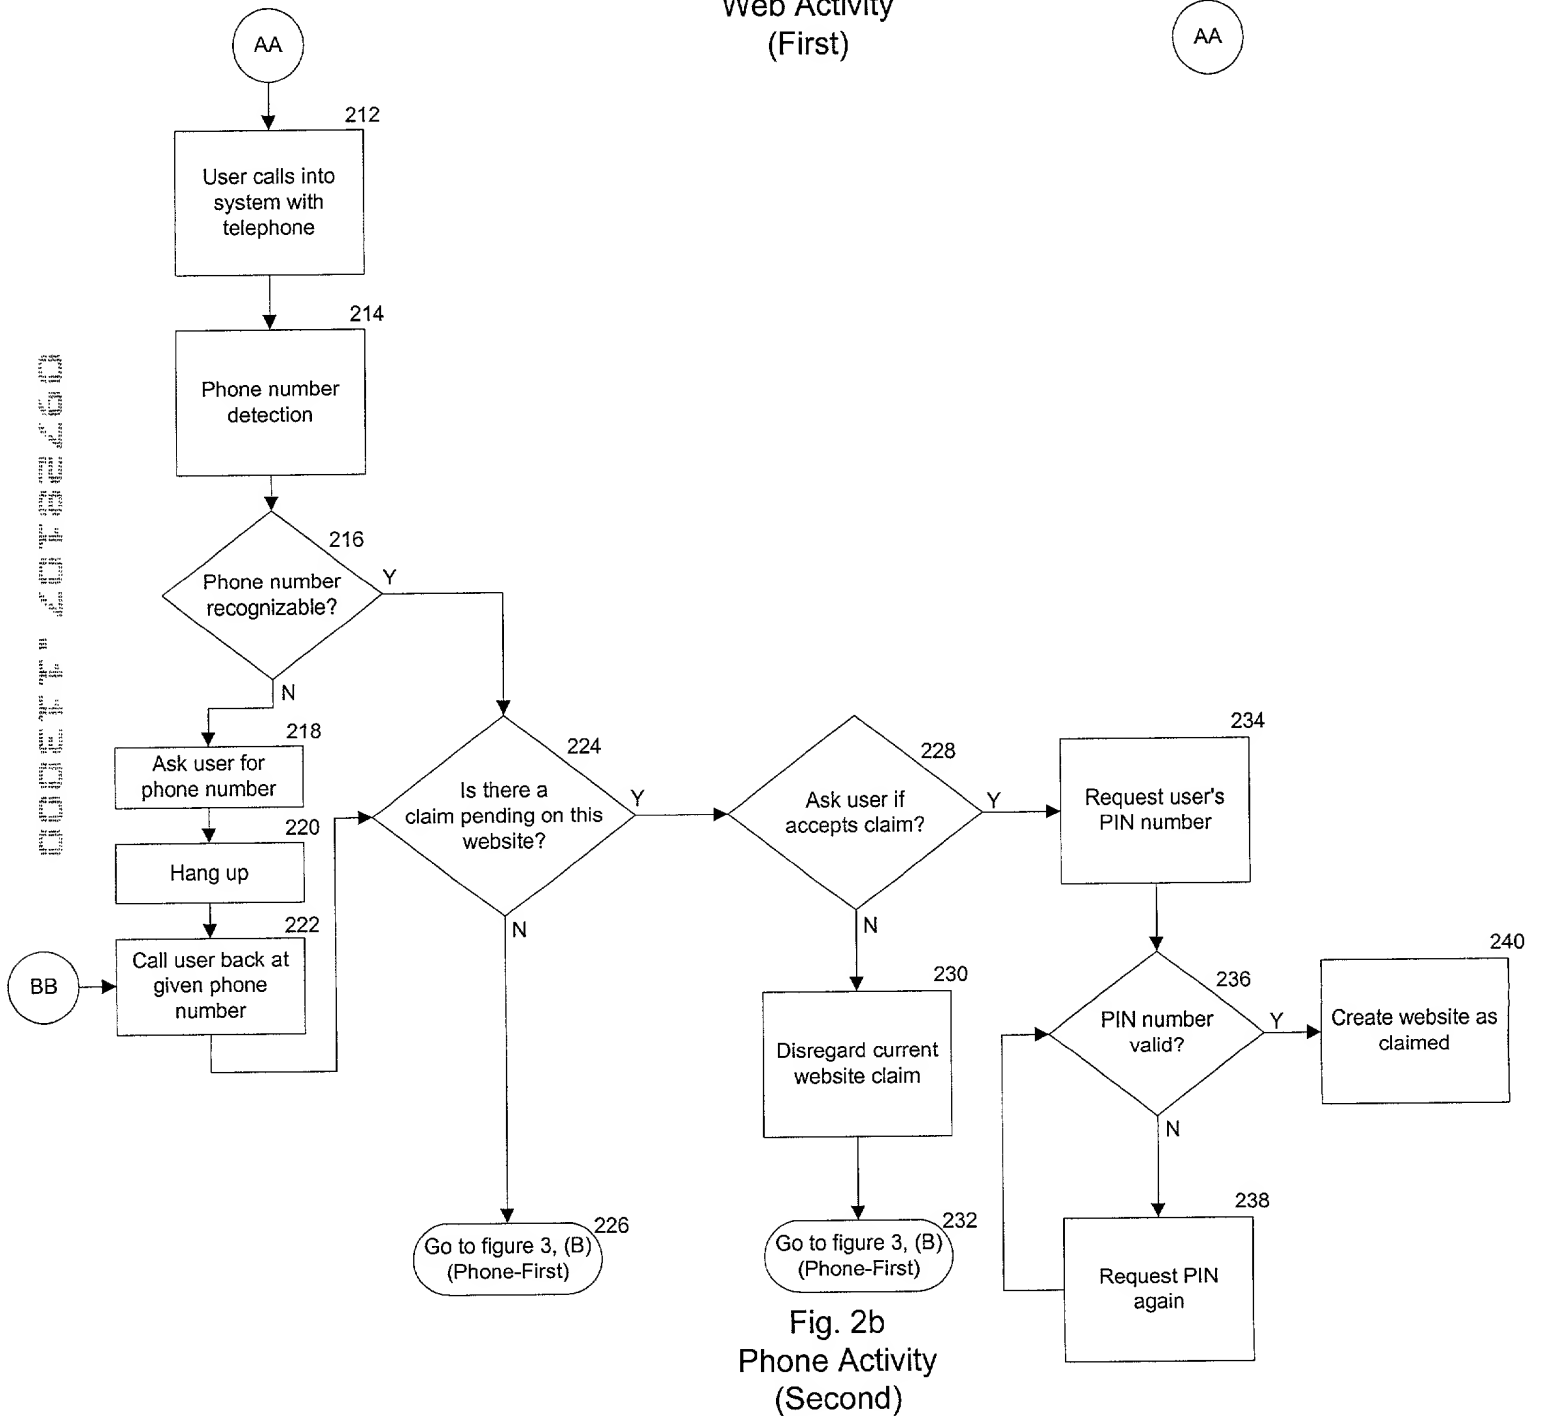 Web Activity
(First)
AA
AA
212
User calls into
system with
telephone
214
Phone number
detection
216
Phone number
recognizable?
Y
N
218
Ask user for
phone number
220
Hang up
222
Call user back at
given phone
number
BB
224
Is there a
claim pending on this
website?
Y
N
226
Go to figure 3, (B)
(Phone-First)
228
Ask user if
accepts claim?
Y
N
230
Disregard current
website claim
232
Go to figure 3, (B)
(Phone-First)
234
Request user's
PIN number
236
PIN number
valid?
Y
N
238
Request PIN
again
240
Create website as
claimed
Fig. 2b
Phone Activity
(Second)